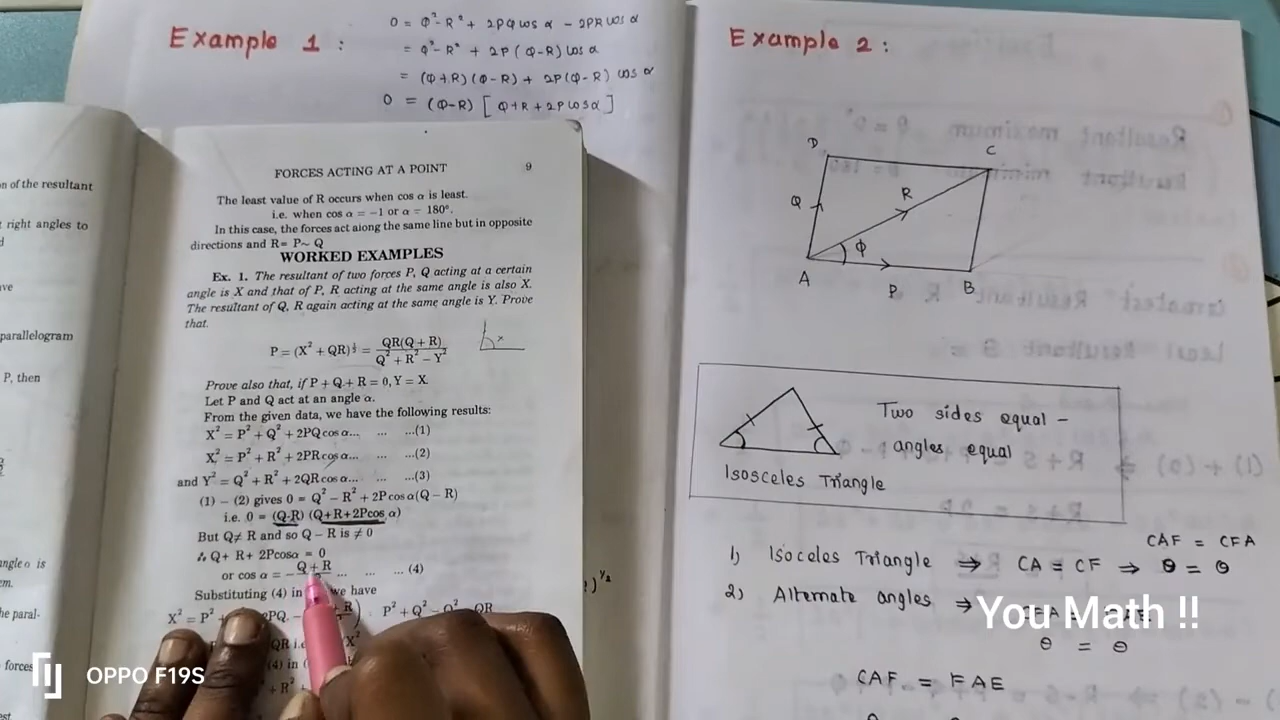 Example 1 :
0 = Q² - R² + 2PQ cos α - 2PR cos α
= Q² - R² + 2P (Q-R) cos α
= (Q+R) (Q-R) + 2P(Q-R) cos α
0 = (Q-R) [ Q+R+2P cos α ]
n of the resultant
right angles to
parallelogram
P, then
angle α is
the paral-
forces
FORCES ACTING AT A POINT 9
The least value of R occurs when cos α is least.
i.e. when cos α = -1 or α = 180°.
In this case, the forces act along the same line but in opposite
directions and R= P~ Q
WORKED EXAMPLES
Ex. 1. The resultant of two forces P, Q acting at a certain
angle is X and that of P, R acting at the same angle is also X.
The resultant of Q, R again acting at the same angle is Y. Prove
that.
P = (X² + QR)^½ = QR(Q + R) / Q² + R² - Y²
x
Prove also that, if P + Q + R = 0, Y = X.
Let P and Q act at an angle α.
From the given data, we have the following results:
X² = P² + Q² + 2PQ cos α... ... ...(1)
X² = P² + R² + 2PR cos α... ... ...(2)
and Y² = Q² + R² + 2QR cos α... ... ...(3)
(1) - (2) gives 0 = Q² - R² + 2P cos α(Q - R)
i.e. 0 = (Q-R) (Q+R+2Pcos α)
But Q≠ R and so Q - R is ≠ 0
∴ Q+ R+ 2Pcosα = 0
or cos α = - Q + R ... ... ... (4)
Substituting (4) in we have
X² = P²
Example 2 :
D
C
Q
R
ϕ
A
P
B
Two sides equal -
angles equal
Isosceles Triangle
CAF = CFA
1) Isoceles Triangle ⇒ CA = CF ⇒ θ = θ
2) Alternate angles ⇒
θ = θ
CAF = FAE
You Math !!
OPPO F19S